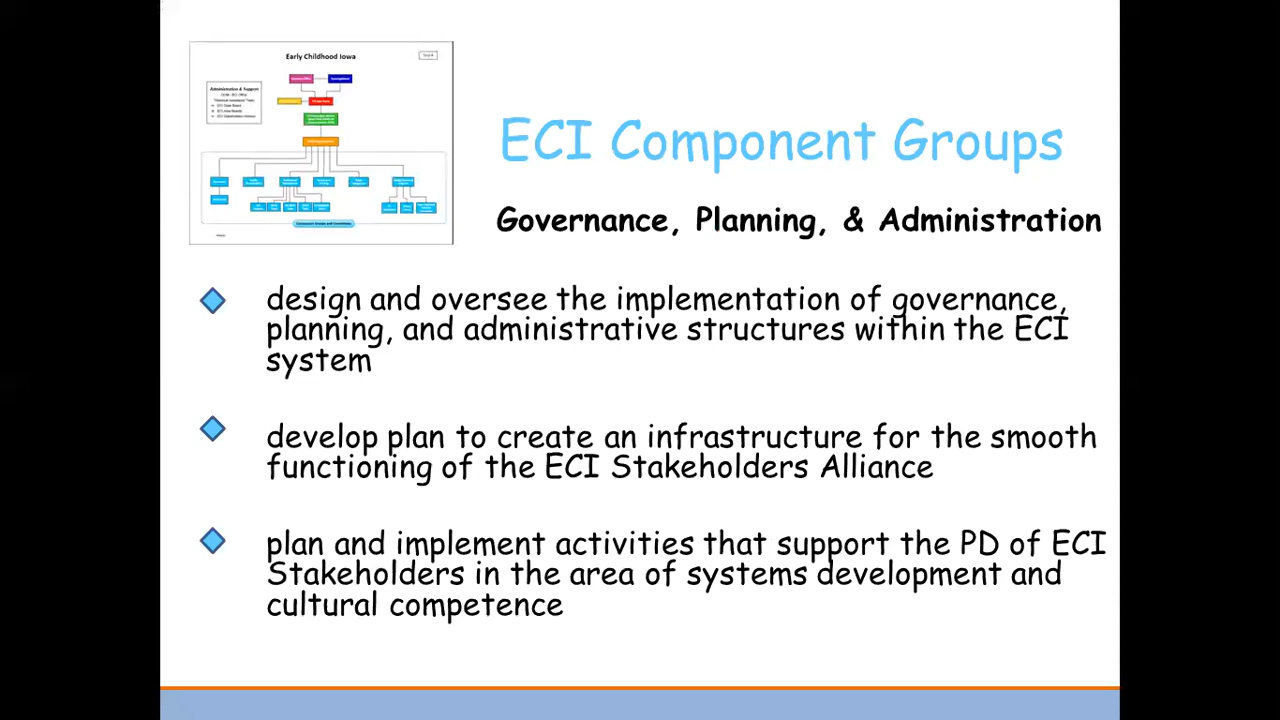 Early Childhood Iowa
Administration & Support
ECI Component Groups
Governance, Planning, & Administration
design and oversee the implementation of governance,
planning, and administrative structures within the ECI
system
develop plan to create an infrastructure for the smooth
functioning of the ECI Stakeholders Alliance
plan and implement activities that support the PD of ECI
Stakeholders in the area of systems development and
cultural competence